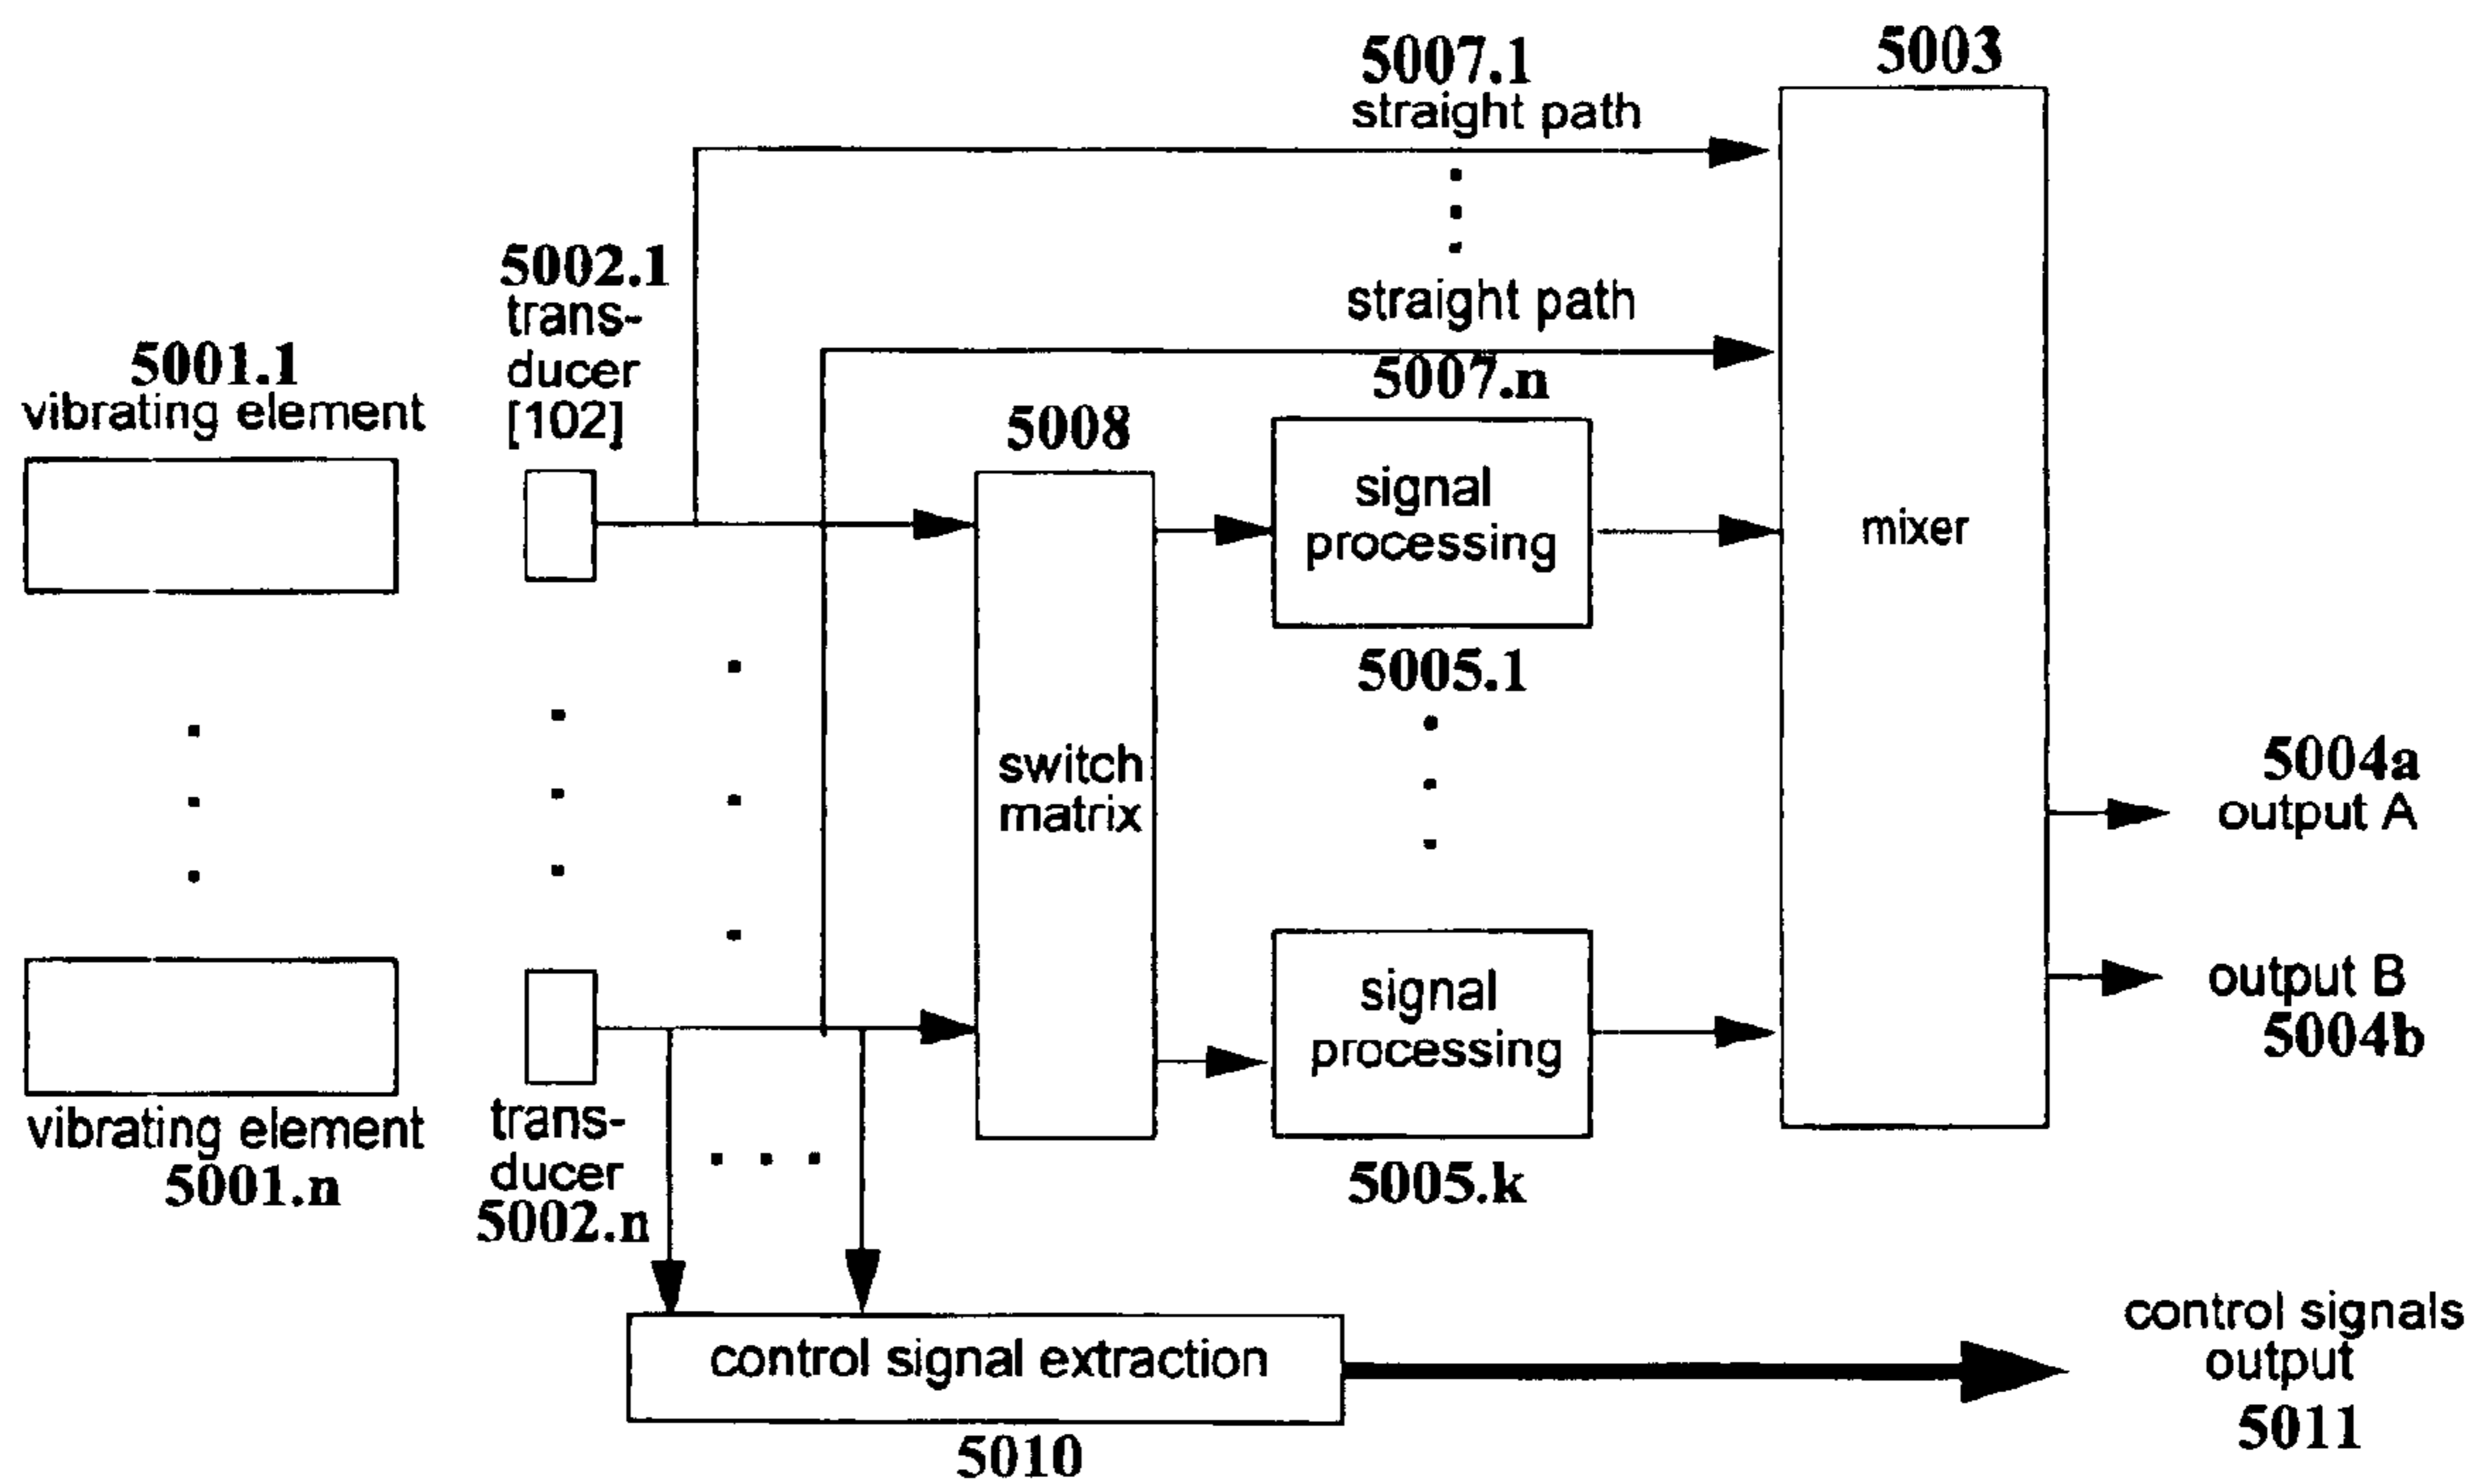 5007.1
straight path
5003
5002.1
trans-
ducer
[102]
straight path
5007.n
5001.1
vibrating element
5008
signal
processing
5005.1
mixer
switch
matrix
5004a
output A
output B
5004b
signal
processing
5005.k
vibrating element
5001.n
trans-
ducer
5002.n
control signal extraction
5010
control signals
output
5011